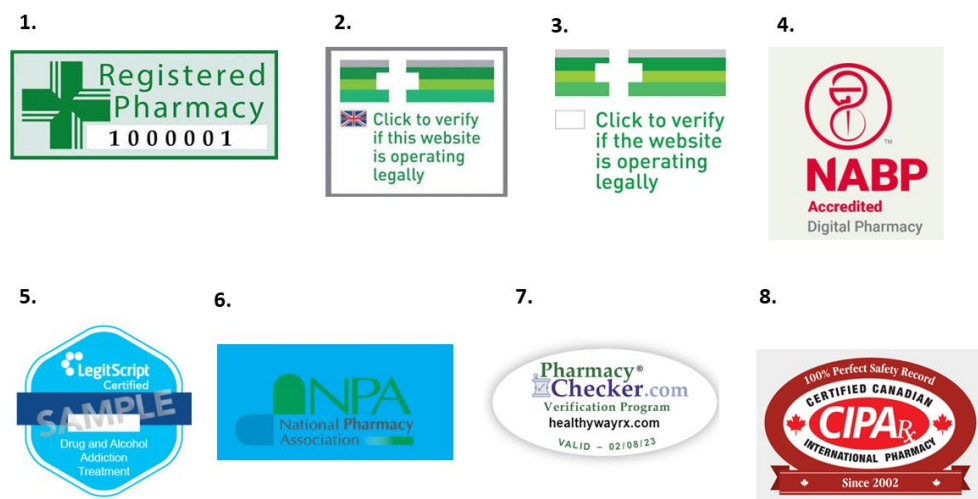 1.
Registered
Pharmacy
1000001
2.
Click to verify
if this website
is operating
legally
3.
Click to verify
if the website
is operating
legally
4.
TM
NABP
Accredited
Digital Pharmacy
5.
LegitScript
Certified
SAMPLE
Drug and Alcohol
Addiction
Treatment
6.
NPA
National Pharmacy
Association
7.
Pharmacy®
Checker.com
Verification Program
healthywayrx.com
VALID – 02/08/23
8.
100% Perfect Safety Record
CERTIFIED CANADIAN
CIPARx
INTERNATIONAL PHARMACY
Since 2002